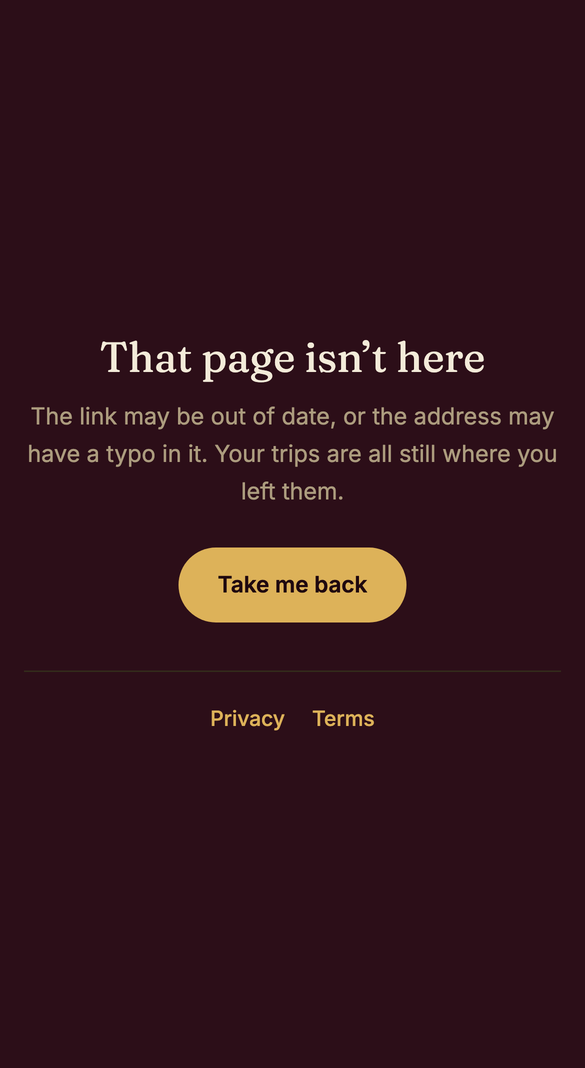 That page isn’t here
The link may be out of date, or the address may
have a typo in it. Your trips are all still where you
left them.
Take me back
Privacy Terms